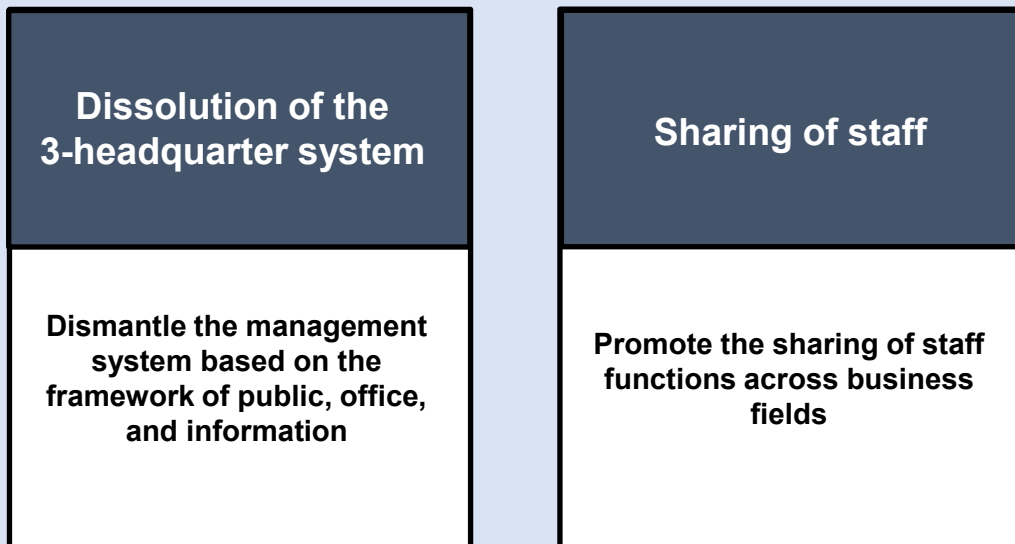 Dissolution of the
3-headquarter system
Dismantle the management
system based on the
framework of public, office,
and information
Sharing of staff
Promote the sharing of staff
functions across business
fields